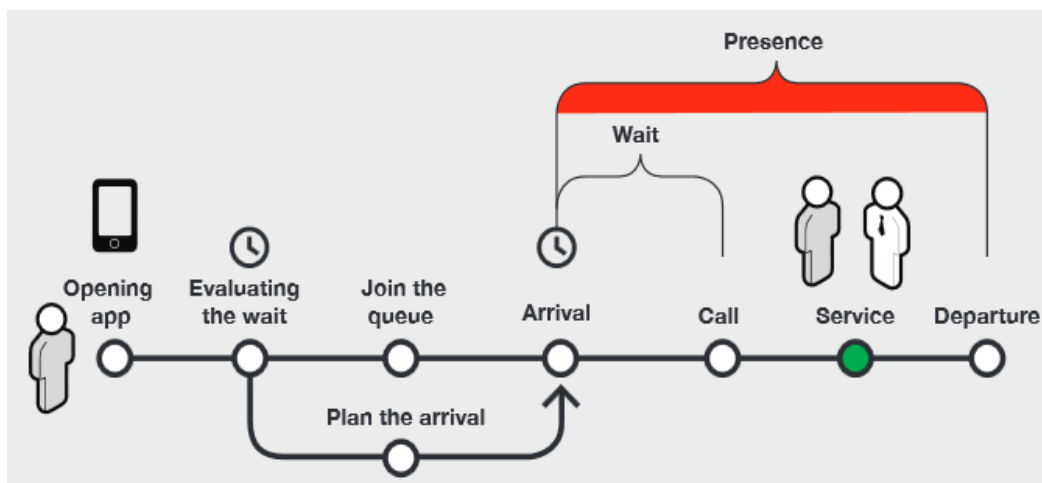 Presence
Wait
Opening
app
Evaluating
the wait
Join the
queue
Arrival
Call
Service
Departure
Plan the arrival